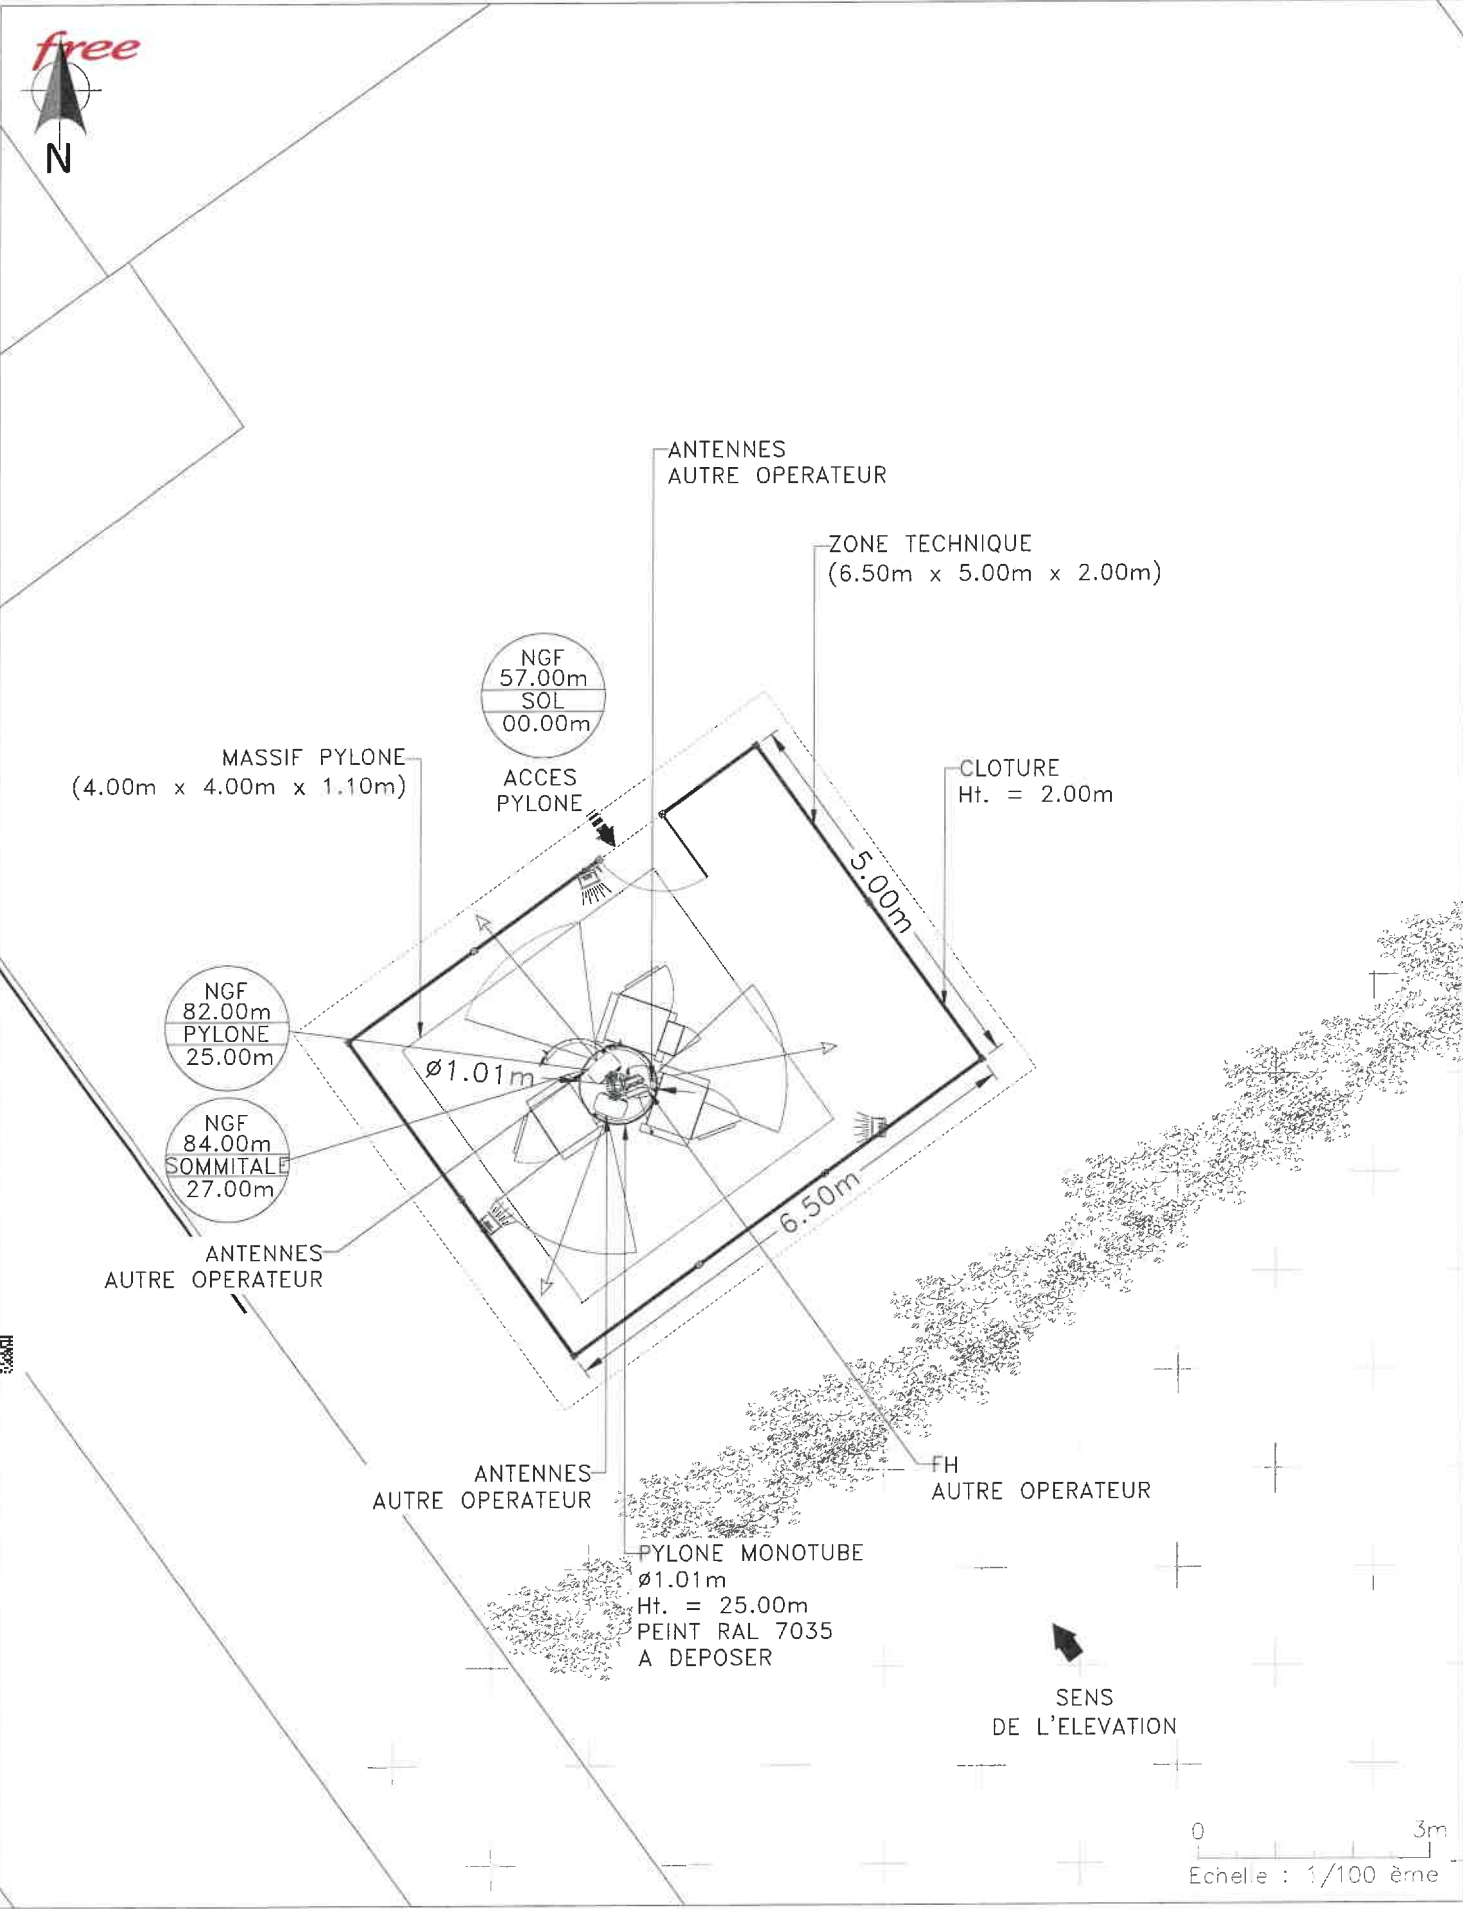 free
N
ANTENNES
AUTRE OPERATEUR
ZONE TECHNIQUE
(6.50m x 5.00m x 2.00m)
NGF
57.00m
SOL
00.00m
MASSIF PYLONE
(4.00m x 4.00m x 1.10m)
ACCES
PYLONE
CLOTURE
Ht. = 2.00m
5.00m
NGF
82.00m
PYLONE
25.00m
Ø1.01m
NGF
84.00m
SOMMITALE
27.00m
6.50m
ANTENNES
AUTRE OPERATEUR
ANTENNES
AUTRE OPERATEUR
FH
AUTRE OPERATEUR
PYLONE MONOTUBE
Ø1.01m
Ht. = 25.00m
PEINT RAL 7035
A DEPOSER
SENS
DE L'ELEVATION
0 3m
Echelle : 1/100 ème